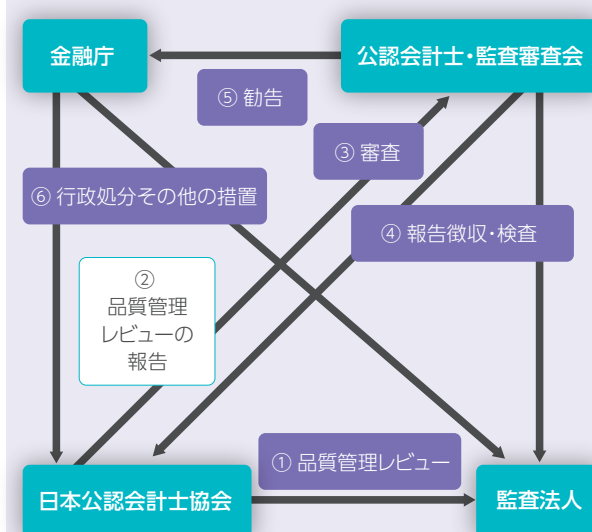 金融庁
公認会計士・監査審査会
⑤ 勧告
③ 審査
⑥ 行政処分その他の措置
④ 報告徴収・検査
②
品質管理
レビューの
報告
① 品質管理レビュー
日本公認会計士協会
監査法人